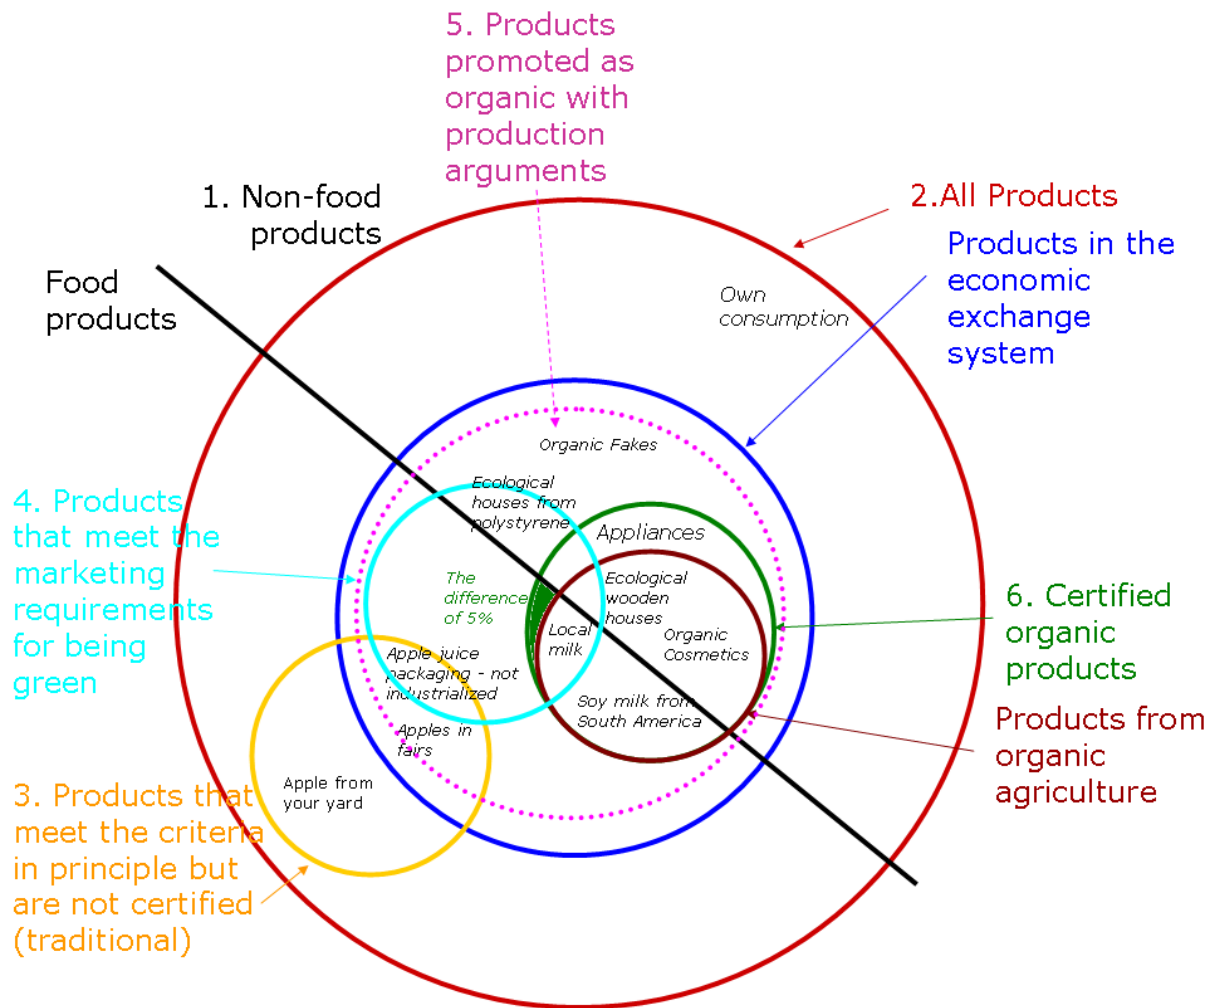 5. Products
promoted as
organic with
production
arguments
1. Non-food
products
2.All Products
Products in the
economic
exchange
system
Food
products
Own
consumption
Organic Fakes
Ecological
houses from
polystyrene
Appliances
4. Products
that meet the
marketing
requirements
for being
green
The
difference
of 5%
Ecological
wooden
houses
Local
milk
Organic
Cosmetics
6. Certified
organic
products
Apple juice
packaging - not
industrialized
Soy milk from
South America
Apples in
fairs
Products from
organic
agriculture
Apple from
your yard
3. Products that
meet the criteria
in principle but
are not certified
(traditional)